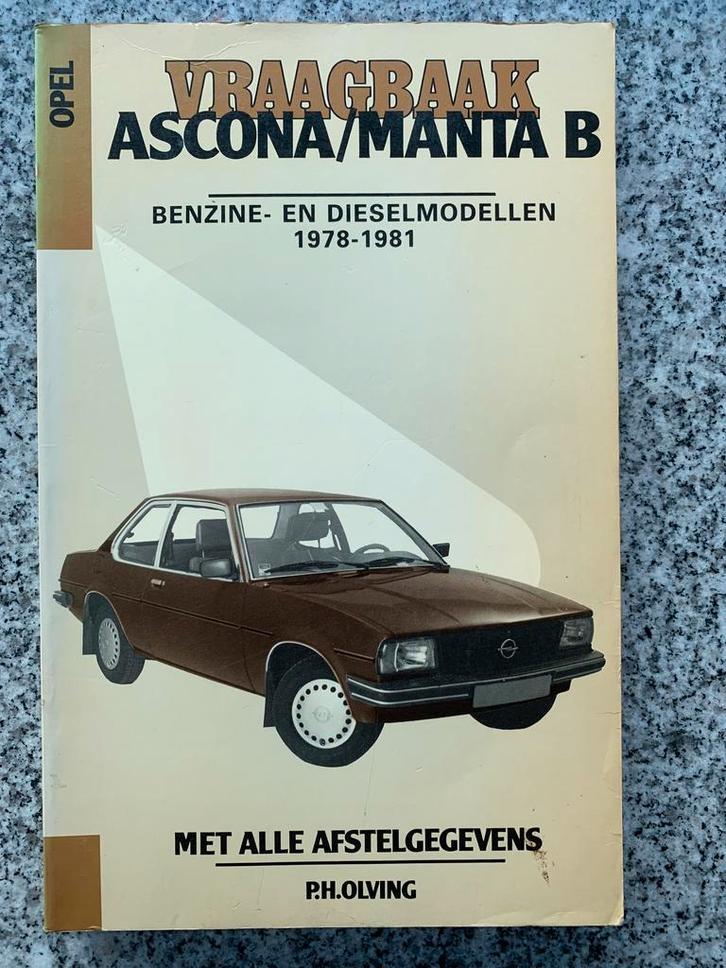 OPEL
VRAAGBAAK
ASCONA/MANTA B
BENZINE- EN DIESELMODELLEN
1978-1981
MET ALLE AFSTELGEGEVENS
P.H.OLVING